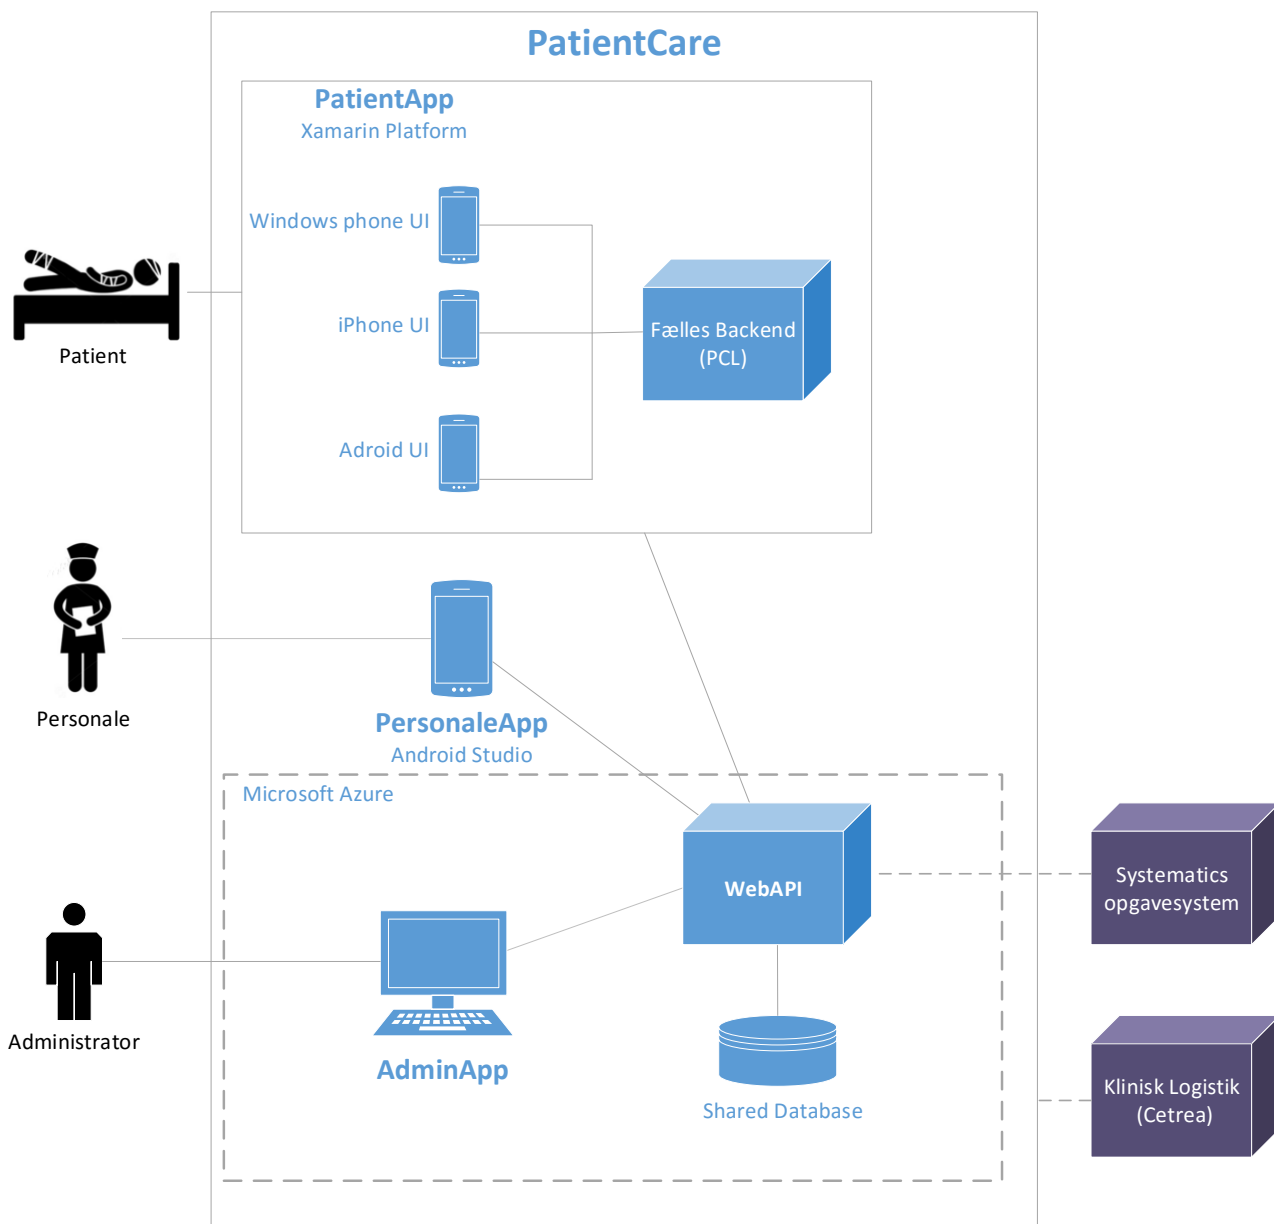 PatientCare
PatientApp
Xamarin Platform
Windows phone UI
iPhone UI
Adroid UI
Fælles Backend
(PCL)
Patient
Personale
PersonaleApp
Android Studio
Microsoft Azure
WebAPI
Systematics
opgavesystem
Administrator
AdminApp
Shared Database
Klinisk Logistik
(Cetrea)